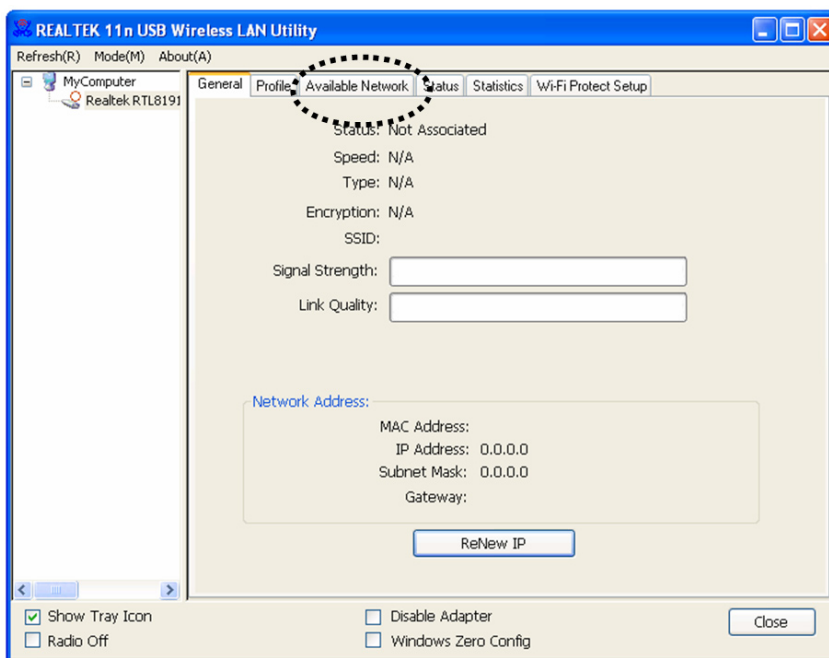 REALTEK 11n USB Wireless LAN Utility
Refresh(R) Mode(M) About(A)
MyComputer
Realtek RTL8191
General Profile Available Network Status Statistics Wi-Fi Protect Setup
Status: Not Associated
Speed: N/A
Type: N/A
Encryption: N/A
SSID:
Signal Strength:
Link Quality:
Network Address:
MAC Address:
IP Address: 0.0.0.0
Subnet Mask: 0.0.0.0
Gateway:
ReNew IP
Show Tray Icon
Radio Off
Disable Adapter
Windows Zero Config
Close